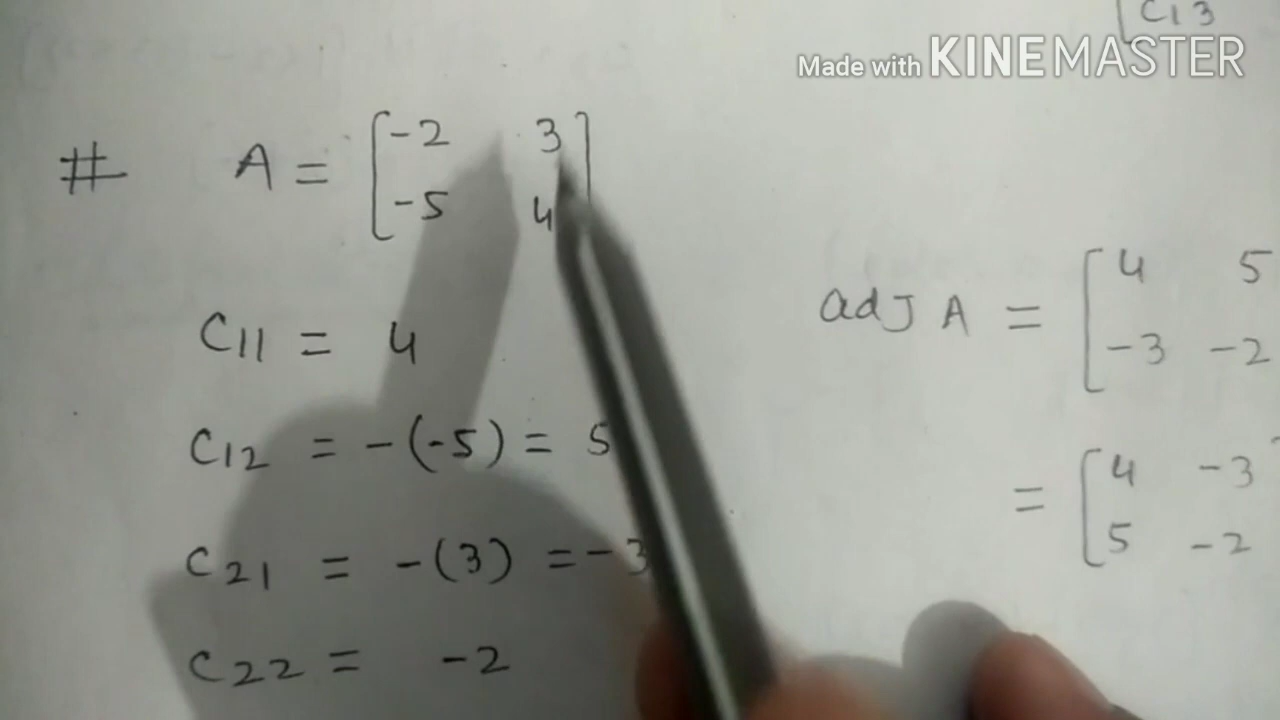 C13
Made with KINEMASTER
# A = [-2 3
-5 4]
C11 = 4
C12 = -(-5) = 5
C21 = -(3) = -3
C22 = -2
adj A = [4 5
-3 -2
= [4 -3
5 -2